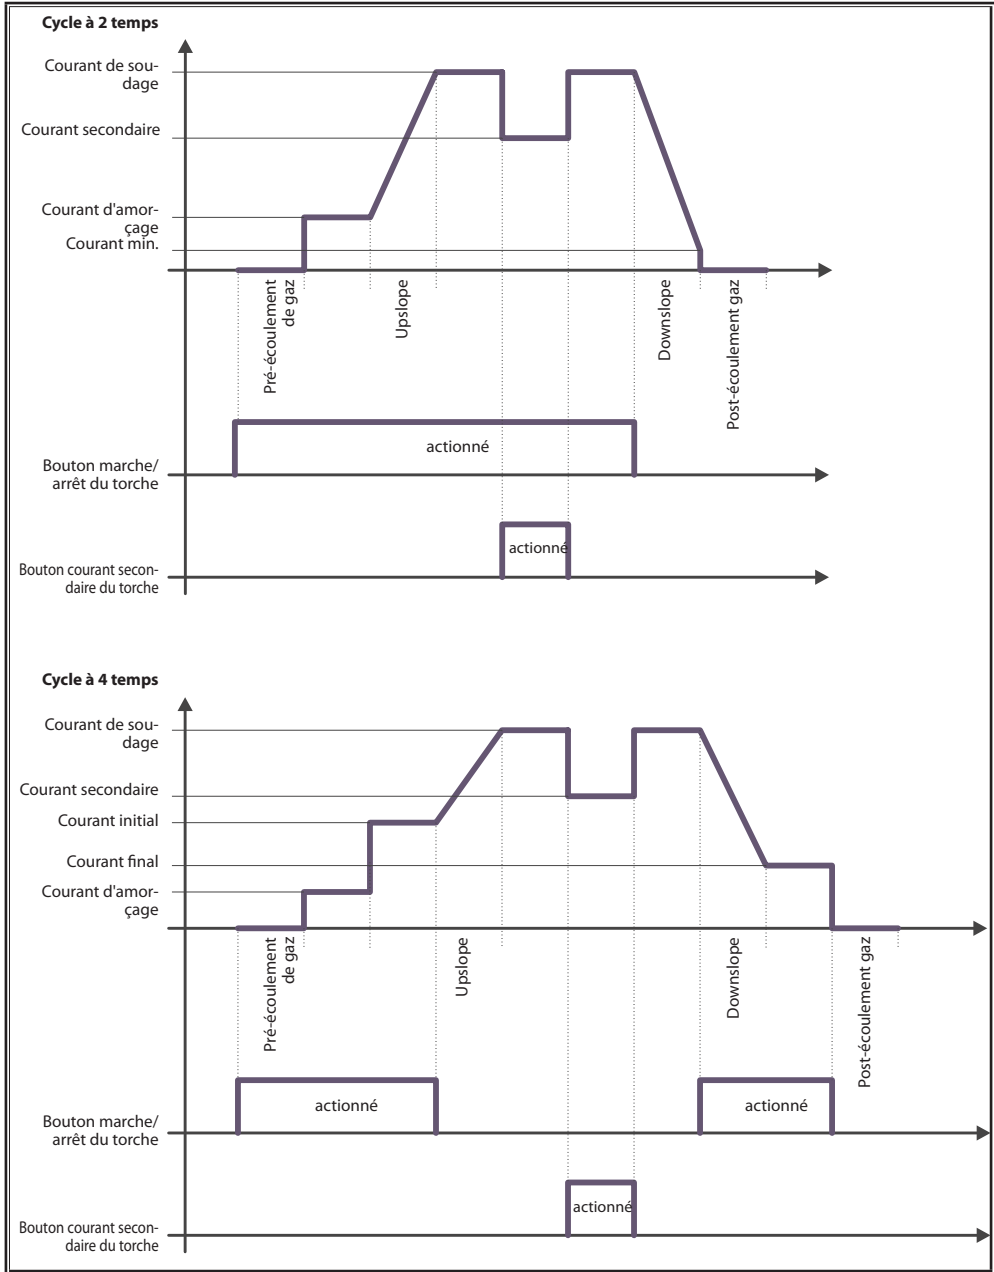 Cycle à 2 temps
Courant de sou-
dage
Courant secondaire
Courant d'amor-
çage
Courant min.
Pré-écoulement
de gaz
Upslope
Downslope
Post-écoulement gaz
actionné
Bouton marche/
arrêt du torche
actionné
Bouton courant secon-
daire du torche
Cycle à 4 temps
Courant de sou-
dage
Courant secondaire
Courant initial
Courant final
Courant d'amor-
çage
Pré-écoulement
de gaz
Upslope
Downslope
Post-écoulement gaz
actionné
actionné
Bouton marche/
arrêt du torche
actionné
Bouton courant secon-
daire du torche